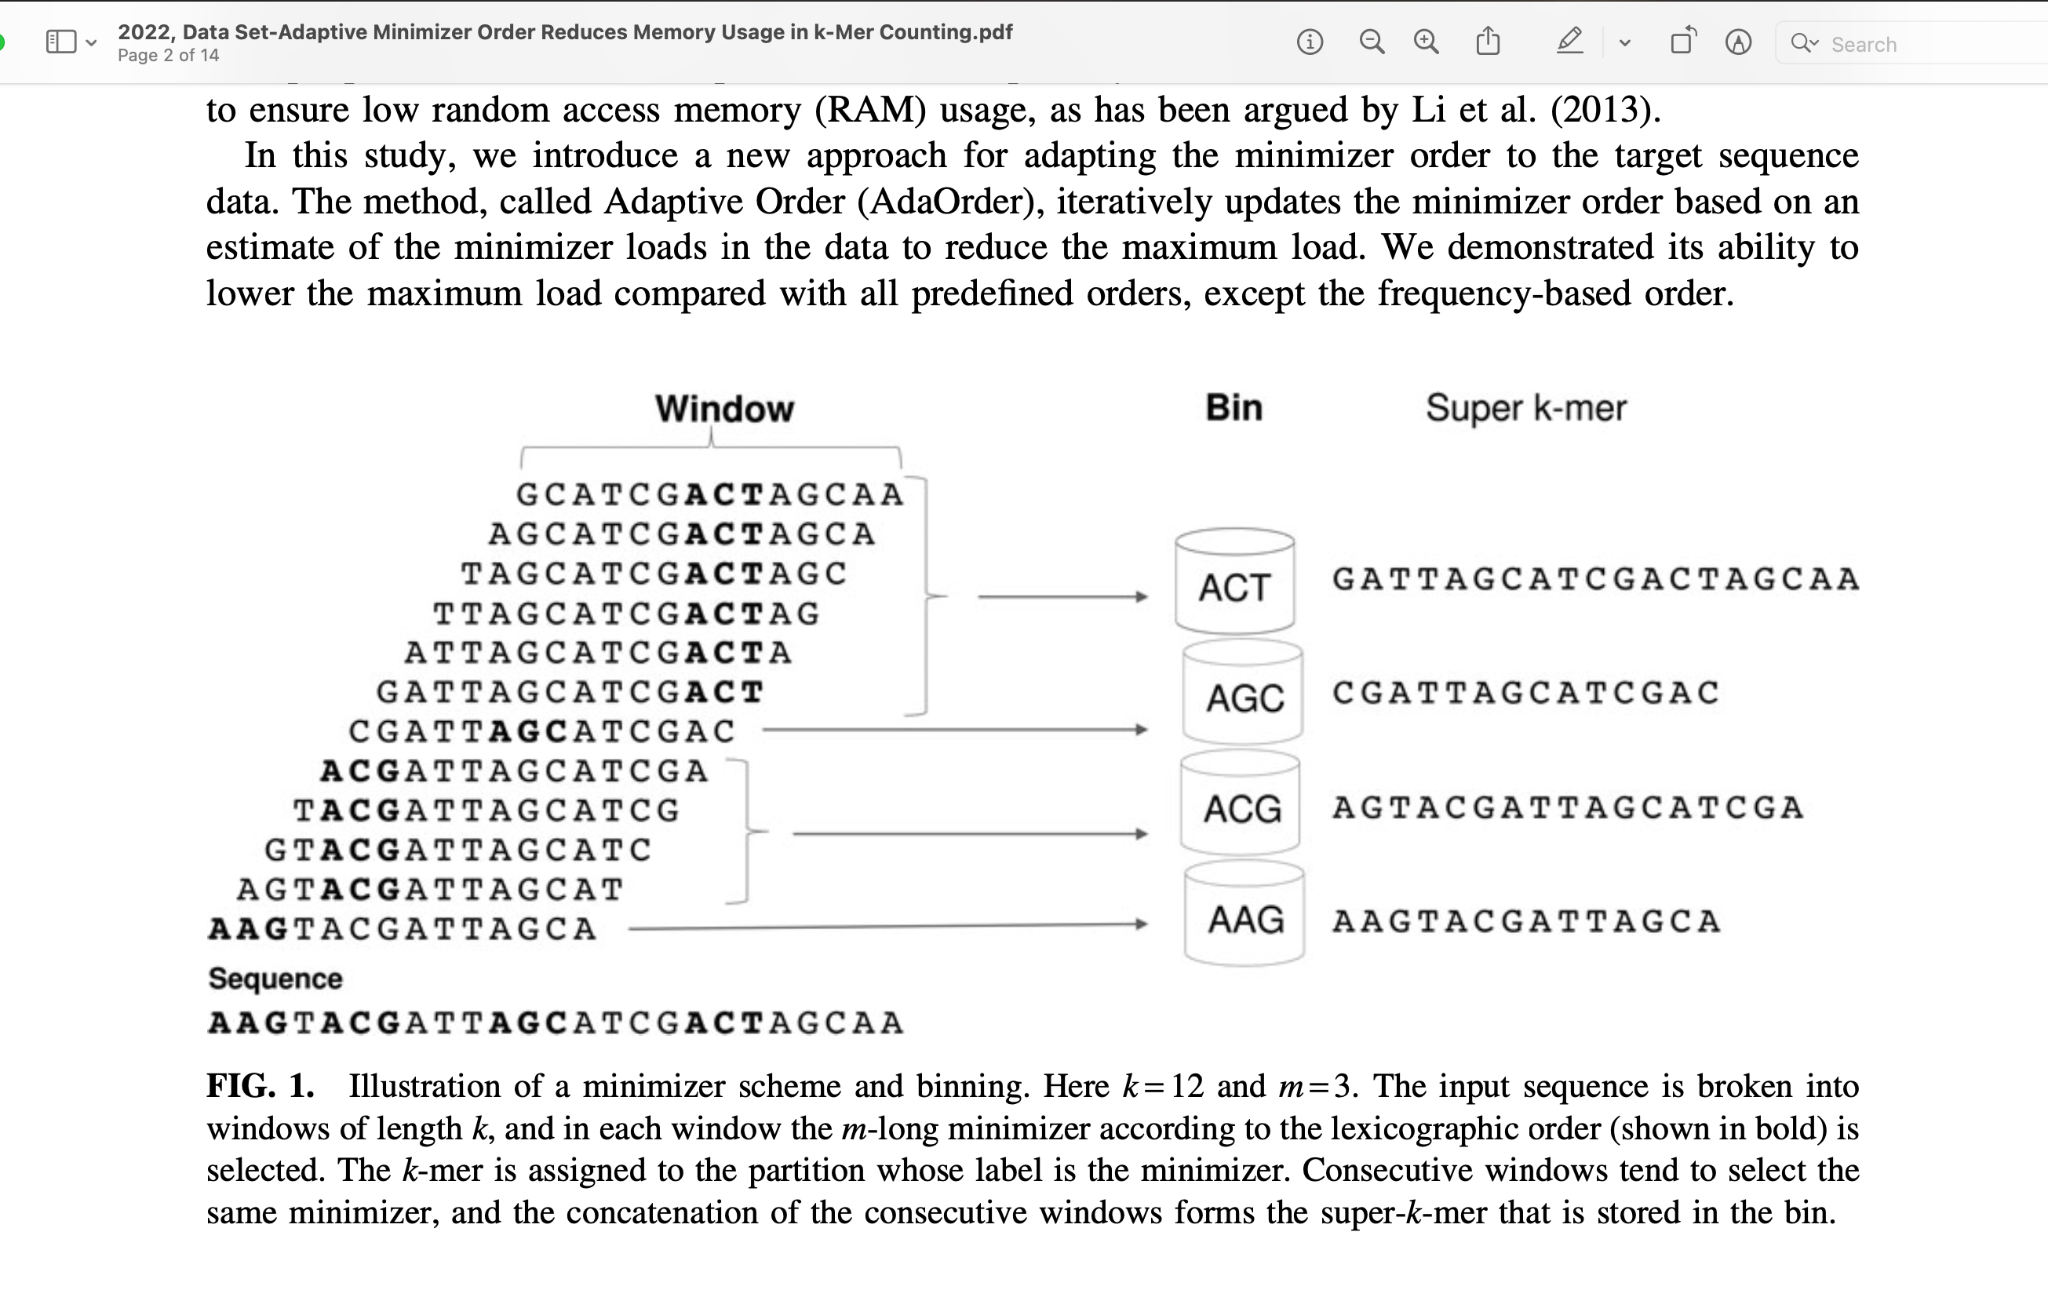 2022, Data Set-Adaptive Minimizer Order Reduces Memory Usage in k-Mer Counting.pdf
Page 2 of 14
Search
to ensure low random access memory (RAM) usage, as has been argued by Li et al. (2013).
In this study, we introduce a new approach for adapting the minimizer order to the target sequence
data. The method, called Adaptive Order (AdaOrder), iteratively updates the minimizer order based on an
estimate of the minimizer loads in the data to reduce the maximum load. We demonstrated its ability to
lower the maximum load compared with all predefined orders, except the frequency-based order.
Window
Bin
Super k-mer
GCATCGACTAGCAA
AGCATCGACTAGCA
TAGCATCGACTAGC
TTAGCATCGACTAG
ATTAGCATCGACTA
GATTAGCATCGACT
CGATTAGCATCGAC
ACGATTAGCATCGA
TACGATTAGCATCG
GTACGATTAGCATC
AGTACGATTAGCAT
AAGTACGATTAGCA
ACT
GATTAGCATCGACTAGCAA
AGC
CGATTAGCATCGAC
ACG
AGTACGATTAGCATCGA
AAG
AAGTACGATTAGCA
Sequence
AAGTACGATTAGCATCGACTAGCAA
FIG. 1. Illustration of a minimizer scheme and binning. Here k=12 and m=3. The input sequence is broken into
windows of length k, and in each window the m-long minimizer according to the lexicographic order (shown in bold) is
selected. The k-mer is assigned to the partition whose label is the minimizer. Consecutive windows tend to select the
same minimizer, and the concatenation of the consecutive windows forms the super-k-mer that is stored in the bin.